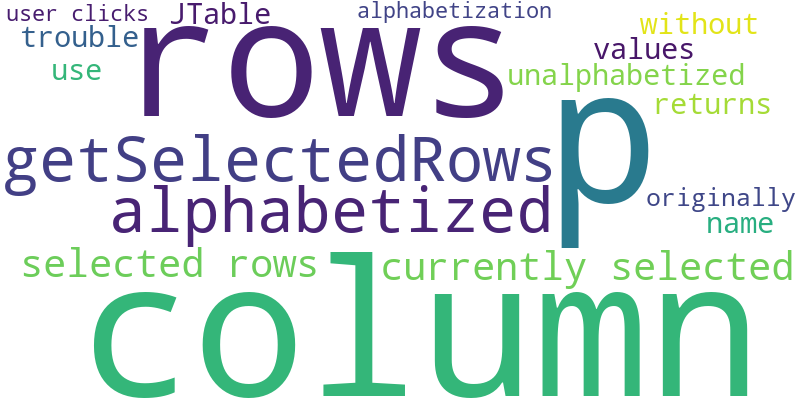 user clicks JTable alphabetization
trouble rows without
values
use unalphabetized
p returns
getSelectedRows
alphabetized originally
name
selected rows currently selected
column